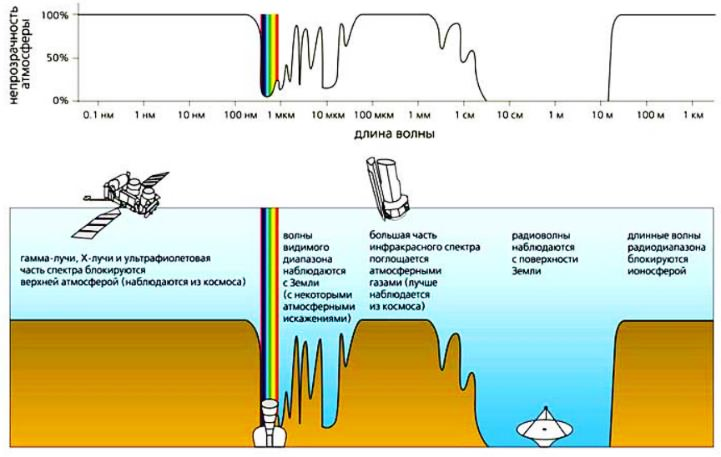 непрозрачность
атмосферы
100%
50%
0%
0.1 нм 1 нм 10 нм 100 нм 1 мкм 10 мкм 100 мкм 1 мм 1 см 10 см 1 м 10 м 100 м 1 км
длина волны
гамма-лучи, X-лучи и ультрафиолетовая
часть спектра блокируются
верхней атмосферой (наблюдаются из космоса)
волны
видимого
диапазона
наблюдаются
с Земли
(с некоторыми
атмосферными
искажениями)
большая часть
инфракрасного спектра
поглощается
атмосферными
газами (лучше
наблюдается
из космоса)
радиоволны
наблюдаются
с поверхности
Земли
длинные волны
радиодиапазона
блокируются
ионосферой